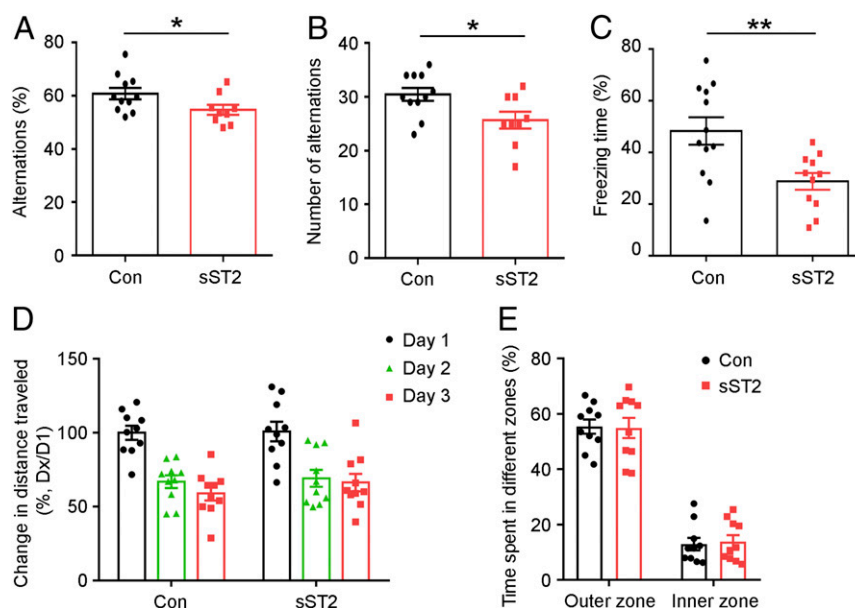 A
*
Alternations (%)
80
60
40
20
0
Con
sST2
B
*
Number of alternations
40
30
20
10
0
Con
sST2
C
**
Freezing time (%)
80
60
40
20
0
Con
sST2
D
Change in distance traveled
(%, Dx/D1)
150
100
50
0
Con
sST2
Day 1
Day 2
Day 3
E
Time spent in different zones (%)
80
60
40
20
0
Outer zone
Inner zone
Con
sST2